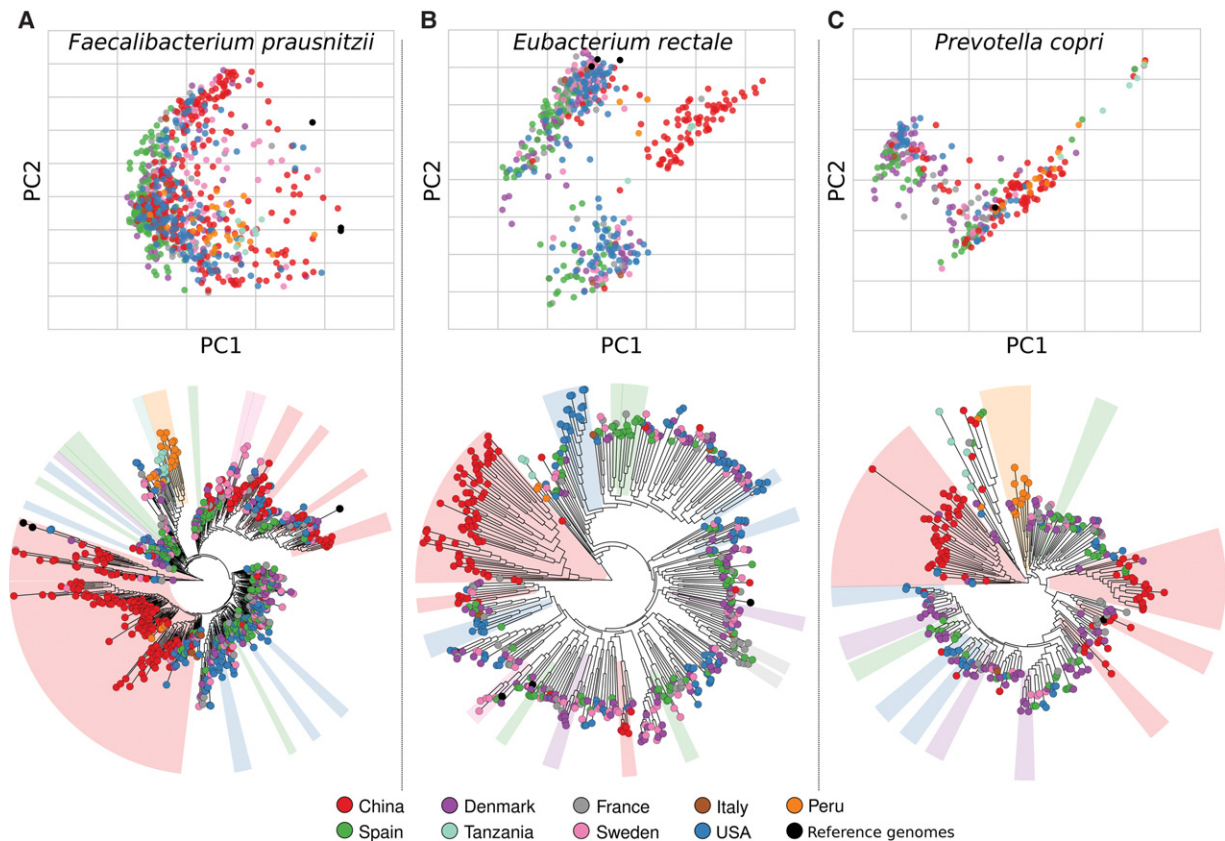 A
B
C
Faecalibacterium prausnitzii
Eubacterium rectale
Prevotella copri
PC2
PC2
PC2
PC1
PC1
PC1
China
Denmark
France
Italy
Peru
Spain
Tanzania
Sweden
USA
Reference genomes